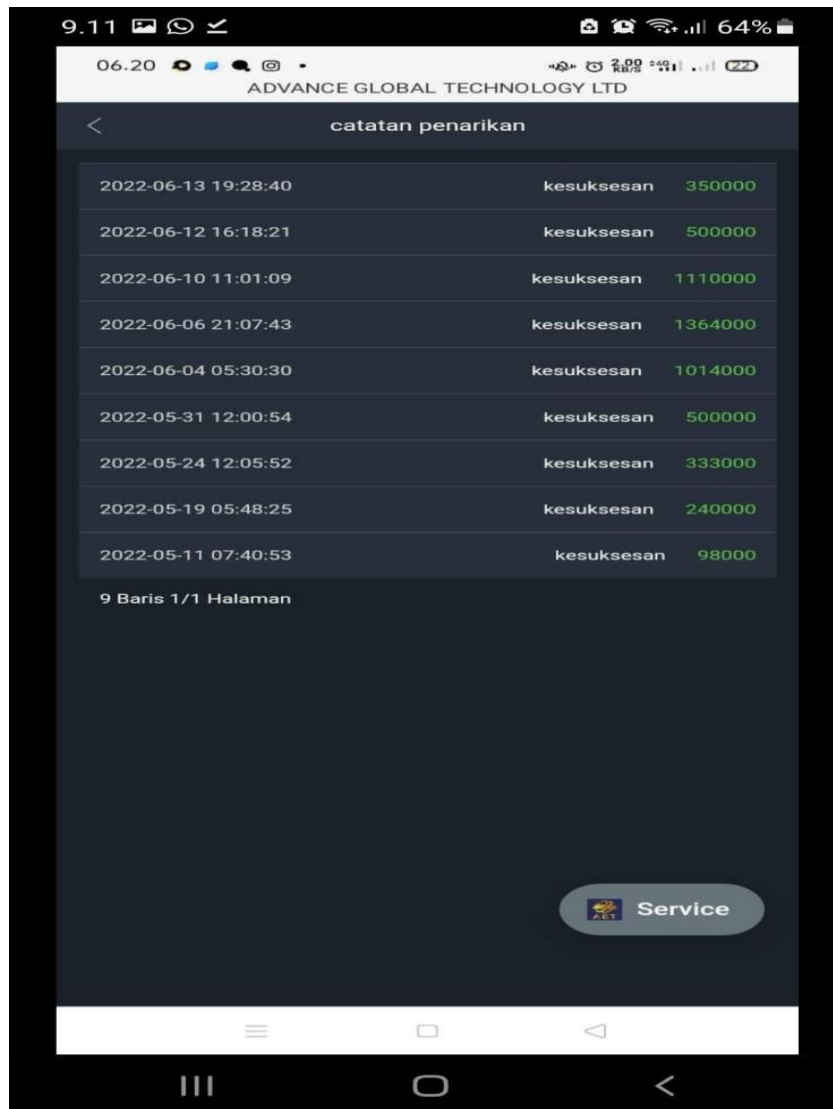 9.11 64%
06.20 2.00 KB/S 22
ADVANCE GLOBAL TECHNOLOGY LTD
catatan penarikan
2022-06-13 19:28:40 kesuksesan 350000
2022-06-12 16:18:21 kesuksesan 500000
2022-06-10 11:01:09 kesuksesan 1110000
2022-06-06 21:07:43 kesuksesan 1364000
2022-06-04 05:30:30 kesuksesan 1014000
2022-05-31 12:00:54 kesuksesan 500000
2022-05-24 12:05:52 kesuksesan 333000
2022-05-19 05:48:25 kesuksesan 240000
2022-05-11 07:40:53 kesuksesan 98000
9 Baris 1/1 Halaman
Service